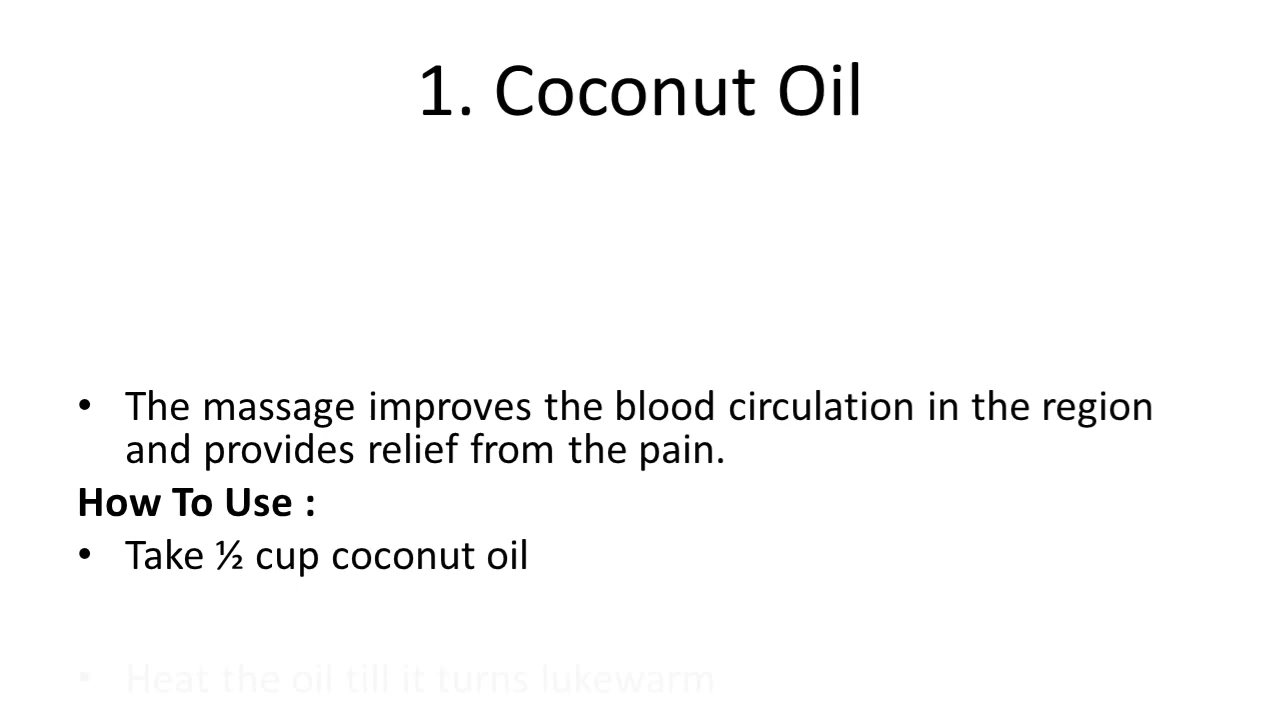 1. Coconut Oil
• The massage improves the blood circulation in the region
and provides relief from the pain.
How To Use :
• Take ½ cup coconut oil
• Heat the oil till it turns lukewarm